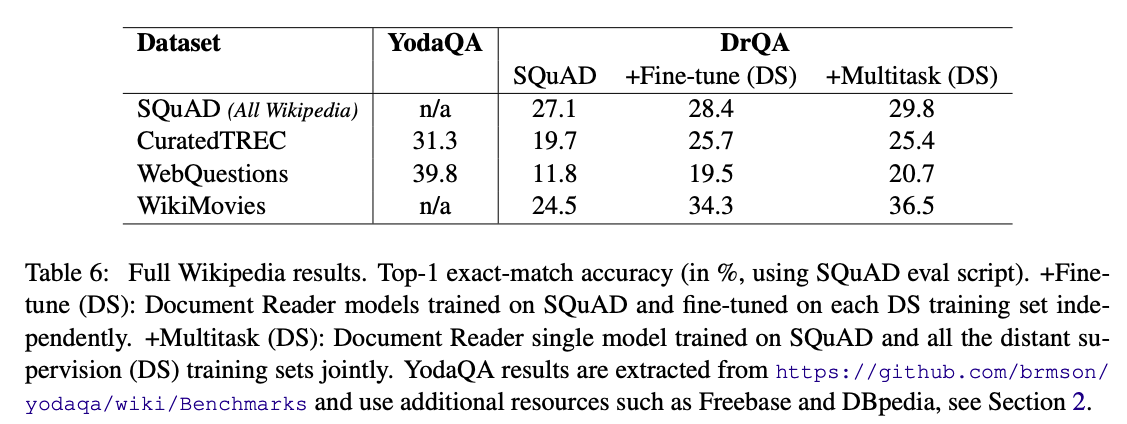 Dataset YodaQA DrQA
SQuAD +Fine-tune (DS) +Multitask (DS)
SQuAD (All Wikipedia) n/a 27.1 28.4 29.8
CuratedTREC 31.3 19.7 25.7 25.4
WebQuestions 39.8 11.8 19.5 20.7
WikiMovies n/a 24.5 34.3 36.5
Table 6: Full Wikipedia results. Top-1 exact-match accuracy (in %, using SQuAD eval script). +Fine-
tune (DS): Document Reader models trained on SQuAD and fine-tuned on each DS training set inde-
pendently. +Multitask (DS): Document Reader single model trained on SQuAD and all the distant su-
pervision (DS) training sets jointly. YodaQA results are extracted from https://github.com/brmson/
yodaqa/wiki/Benchmarks and use additional resources such as Freebase and DBpedia, see Section 2.